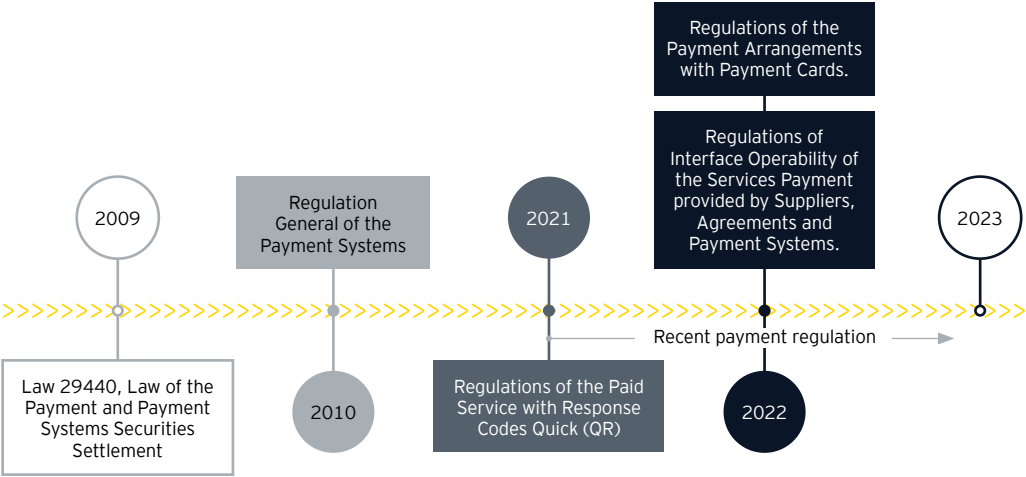 Regulations of the
Payment Arrangements
with Payment Cards.
Regulations of
Interface Operability of
the Services Payment
provided by Suppliers,
Agreements and
Payment Systems.
2009
Regulation
General of the
Payment Systems
2021
2023
Recent payment regulation
Law 29440, Law of the
Payment and Payment
Systems Securities
Settlement
2010
Regulations of the Paid
Service with Response
Codes Quick (QR)
2022